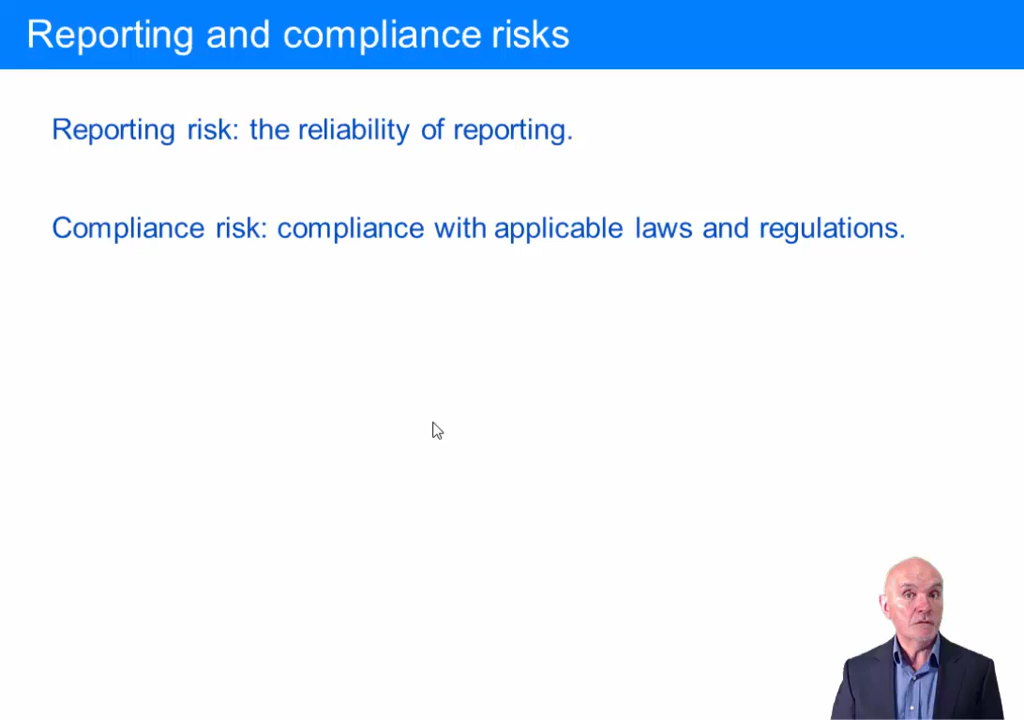 Reporting and compliance risks
Reporting risk: the reliability of reporting.
Compliance risk: compliance with applicable laws and regulations.